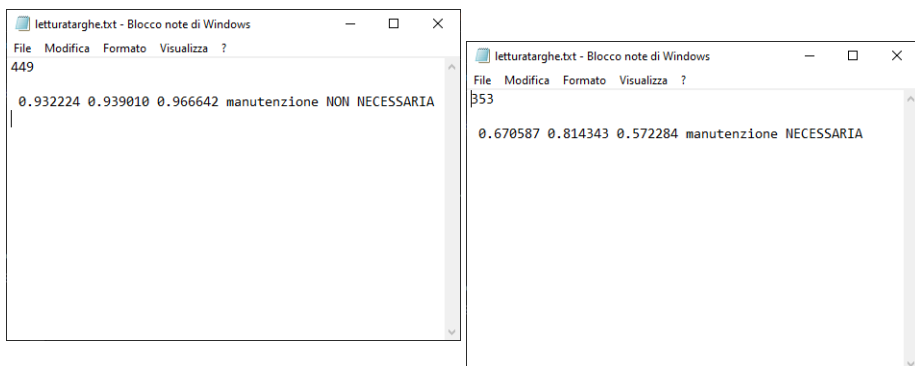 letturatarghe.txt - Blocco note di Windows
File Modifica Formato Visualizza ?
449
0.932224 0.939010 0.966642 manutenzione NON NECESSARIA
letturatarghe.txt - Blocco note di Windows
File Modifica Formato Visualizza ?
353
0.670587 0.814343 0.572284 manutenzione NECESSARIA